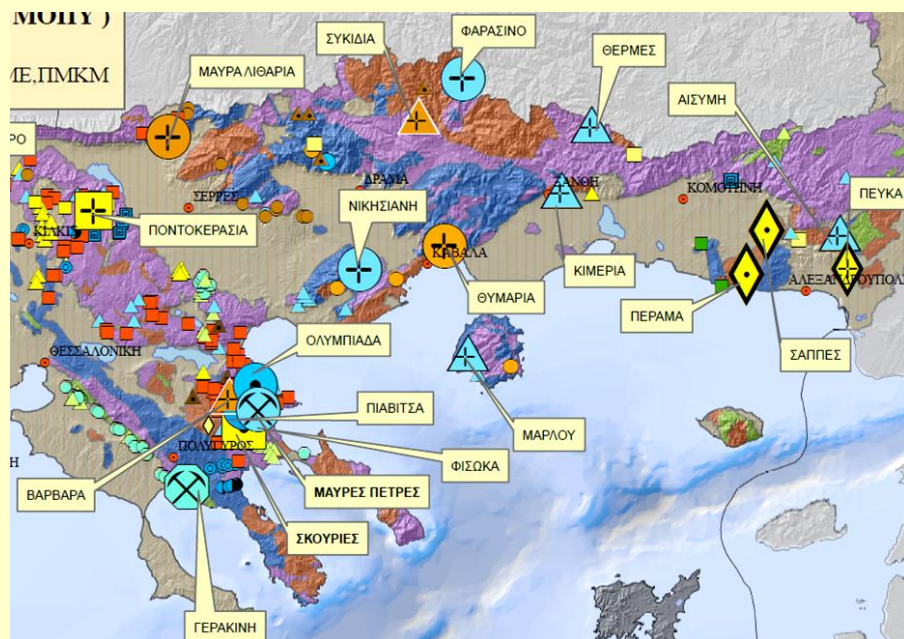 ΜΟΠΥ )
ΜΕ,ΠΜΚΜ
ΣΥΚΙΔΙΑ
ΦΑΡΑΣΙΝΟ
ΘΕΡΜΕΣ
ΜΑΥΡΑ ΛΙΘΑΡΙΑ
ΑΙΣΥΜΗ
ΡΟ
ΔΡΑΜΑ
ΞΑΝΘΗ
ΚΟΜΟΤΗΝΗ
ΣΕΡΡΕΣ
ΝΙΚΗΣΙΑΝΗ
ΠΕΥΚΑ
ΠΟΝΤΟΚΕΡΑΣΙΑ
ΚΙΛΚΙΣ
ΚΑΒΑΛΑ
ΚΙΜΕΡΙΑ
ΑΛΕΞΑΝΔΡΟΥΠΟΛ
ΘΥΜΑΡΙΑ
ΠΕΡΑΜΑ
ΟΛΥΜΠΙΑΔΑ
ΘΕΣΣΑΛΟΝΙΚΗ
ΣΑΠΠΕΣ
ΠΙΑΒΙΤΣΑ
ΜΑΡΛΟΥ
ΠΟΛΥΓΥΡΟΣ
Η
ΦΙΣΩΚΑ
ΒΑΡΒΑΡΑ
ΜΑΥΡΕΣ ΠΕΤΡΕΣ
ΣΚΟΥΡΙΕΣ
ΓΕΡΑΚΙΝΗ